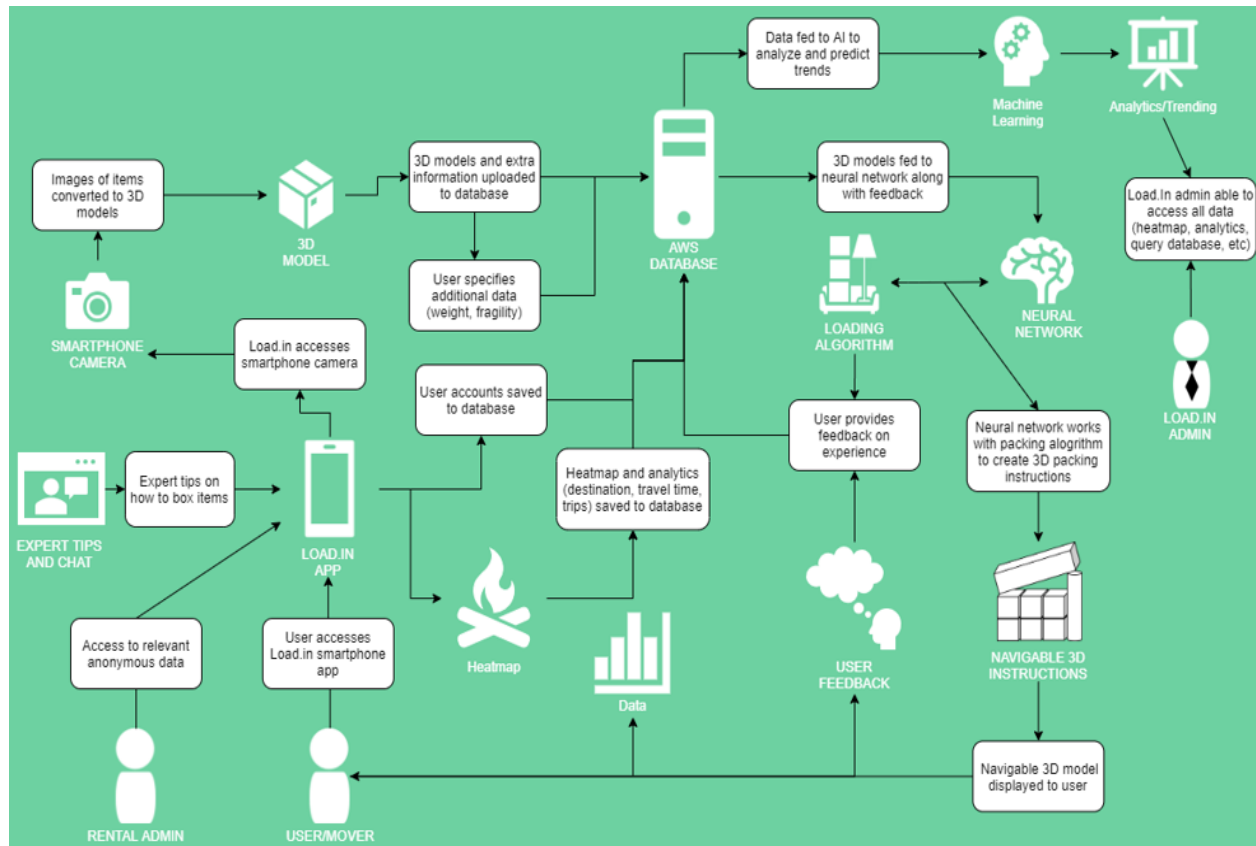 Data fed to AI to
analyze and predict
trends
Machine
Learning
Analytics/Trending
Images of items
converted to 3D
models
3D
MODEL
3D models and extra
information uploaded
to database
AWS
DATABASE
3D models fed to
neural network along
with feedback
Load.In admin able to
access all data
(heatmap, analytics,
query database, etc)
User specifies
additional data
(weight, fragility)
SMARTPHONE
CAMERA
Load.in accesses
smartphone camera
LOADING
ALGORITHM
NEURAL
NETWORK
LOAD.IN
ADMIN
User accounts saved
to database
User provides
feedback on
experience
Neural network works
with packing alogrithm
to create 3D packing
instructions
EXPERT TIPS
AND CHAT
Expert tips on
how to box items
LOAD.IN
APP
Heatmap and analytics
(destination, travel time,
trips) saved to database
Heatmap
Access to relevant
anonymous data
User accesses
Load.in smartphone
app
Data
USER
FEEDBACK
NAVIGABLE 3D
INSTRUCTIONS
Navigable 3D model
displayed to user
RENTAL ADMIN
USER/MOVER